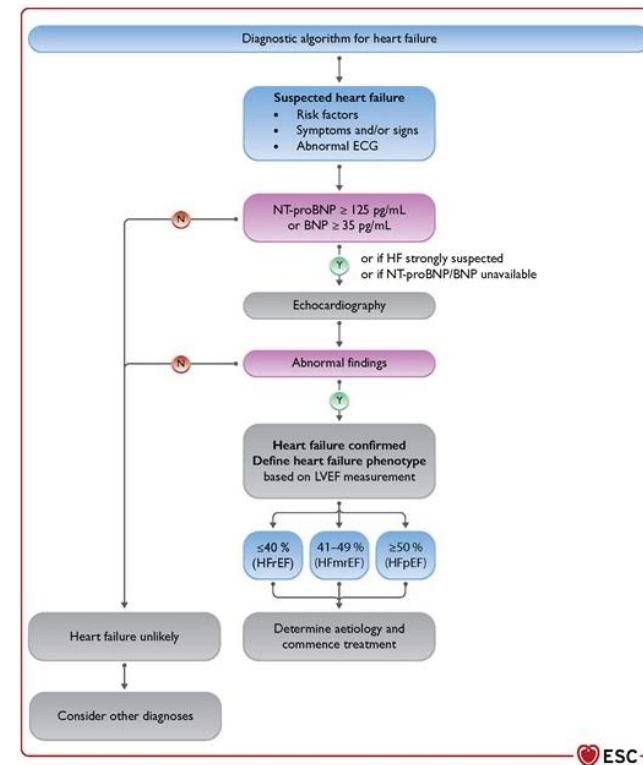 Diagnostic algorithm for heart failure
Suspected heart failure
• Risk factors
• Symptoms and/or signs
• Abnormal ECG
N
NT-proBNP ≥ 125 pg/mL
or BNP ≥ 35 pg/mL
Y
or if HF strongly suspected
or if NT-proBNP/BNP unavailable
Echocardiography
N
Abnormal findings
Y
Heart failure confirmed
Define heart failure phenotype
based on LVEF measurement
≤40 %
(HFrEF)
41–49 %
(HFmrEF)
≥50 %
(HFpEF)
Heart failure unlikely
Determine aetiology and
commence treatment
Consider other diagnoses
ESC